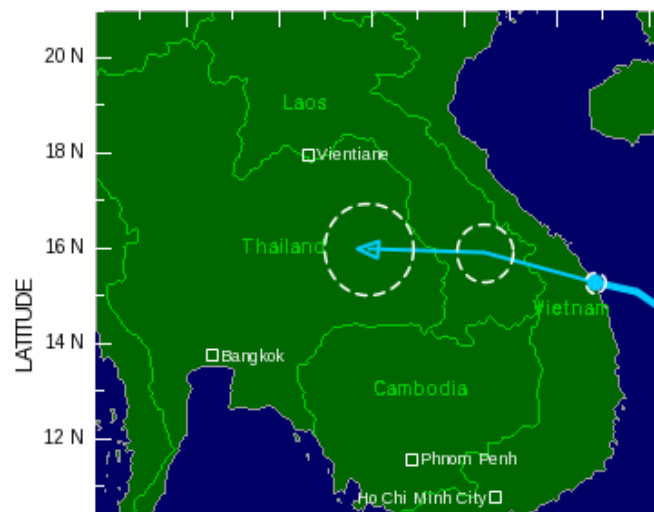 20 N
Laos
18 N
Vientiane
16 N
Thailand
Vietnam
14 N
Bangkok
Cambodia
12 N
Phnom Penh
Ho Chi Minh City
LATITUDE